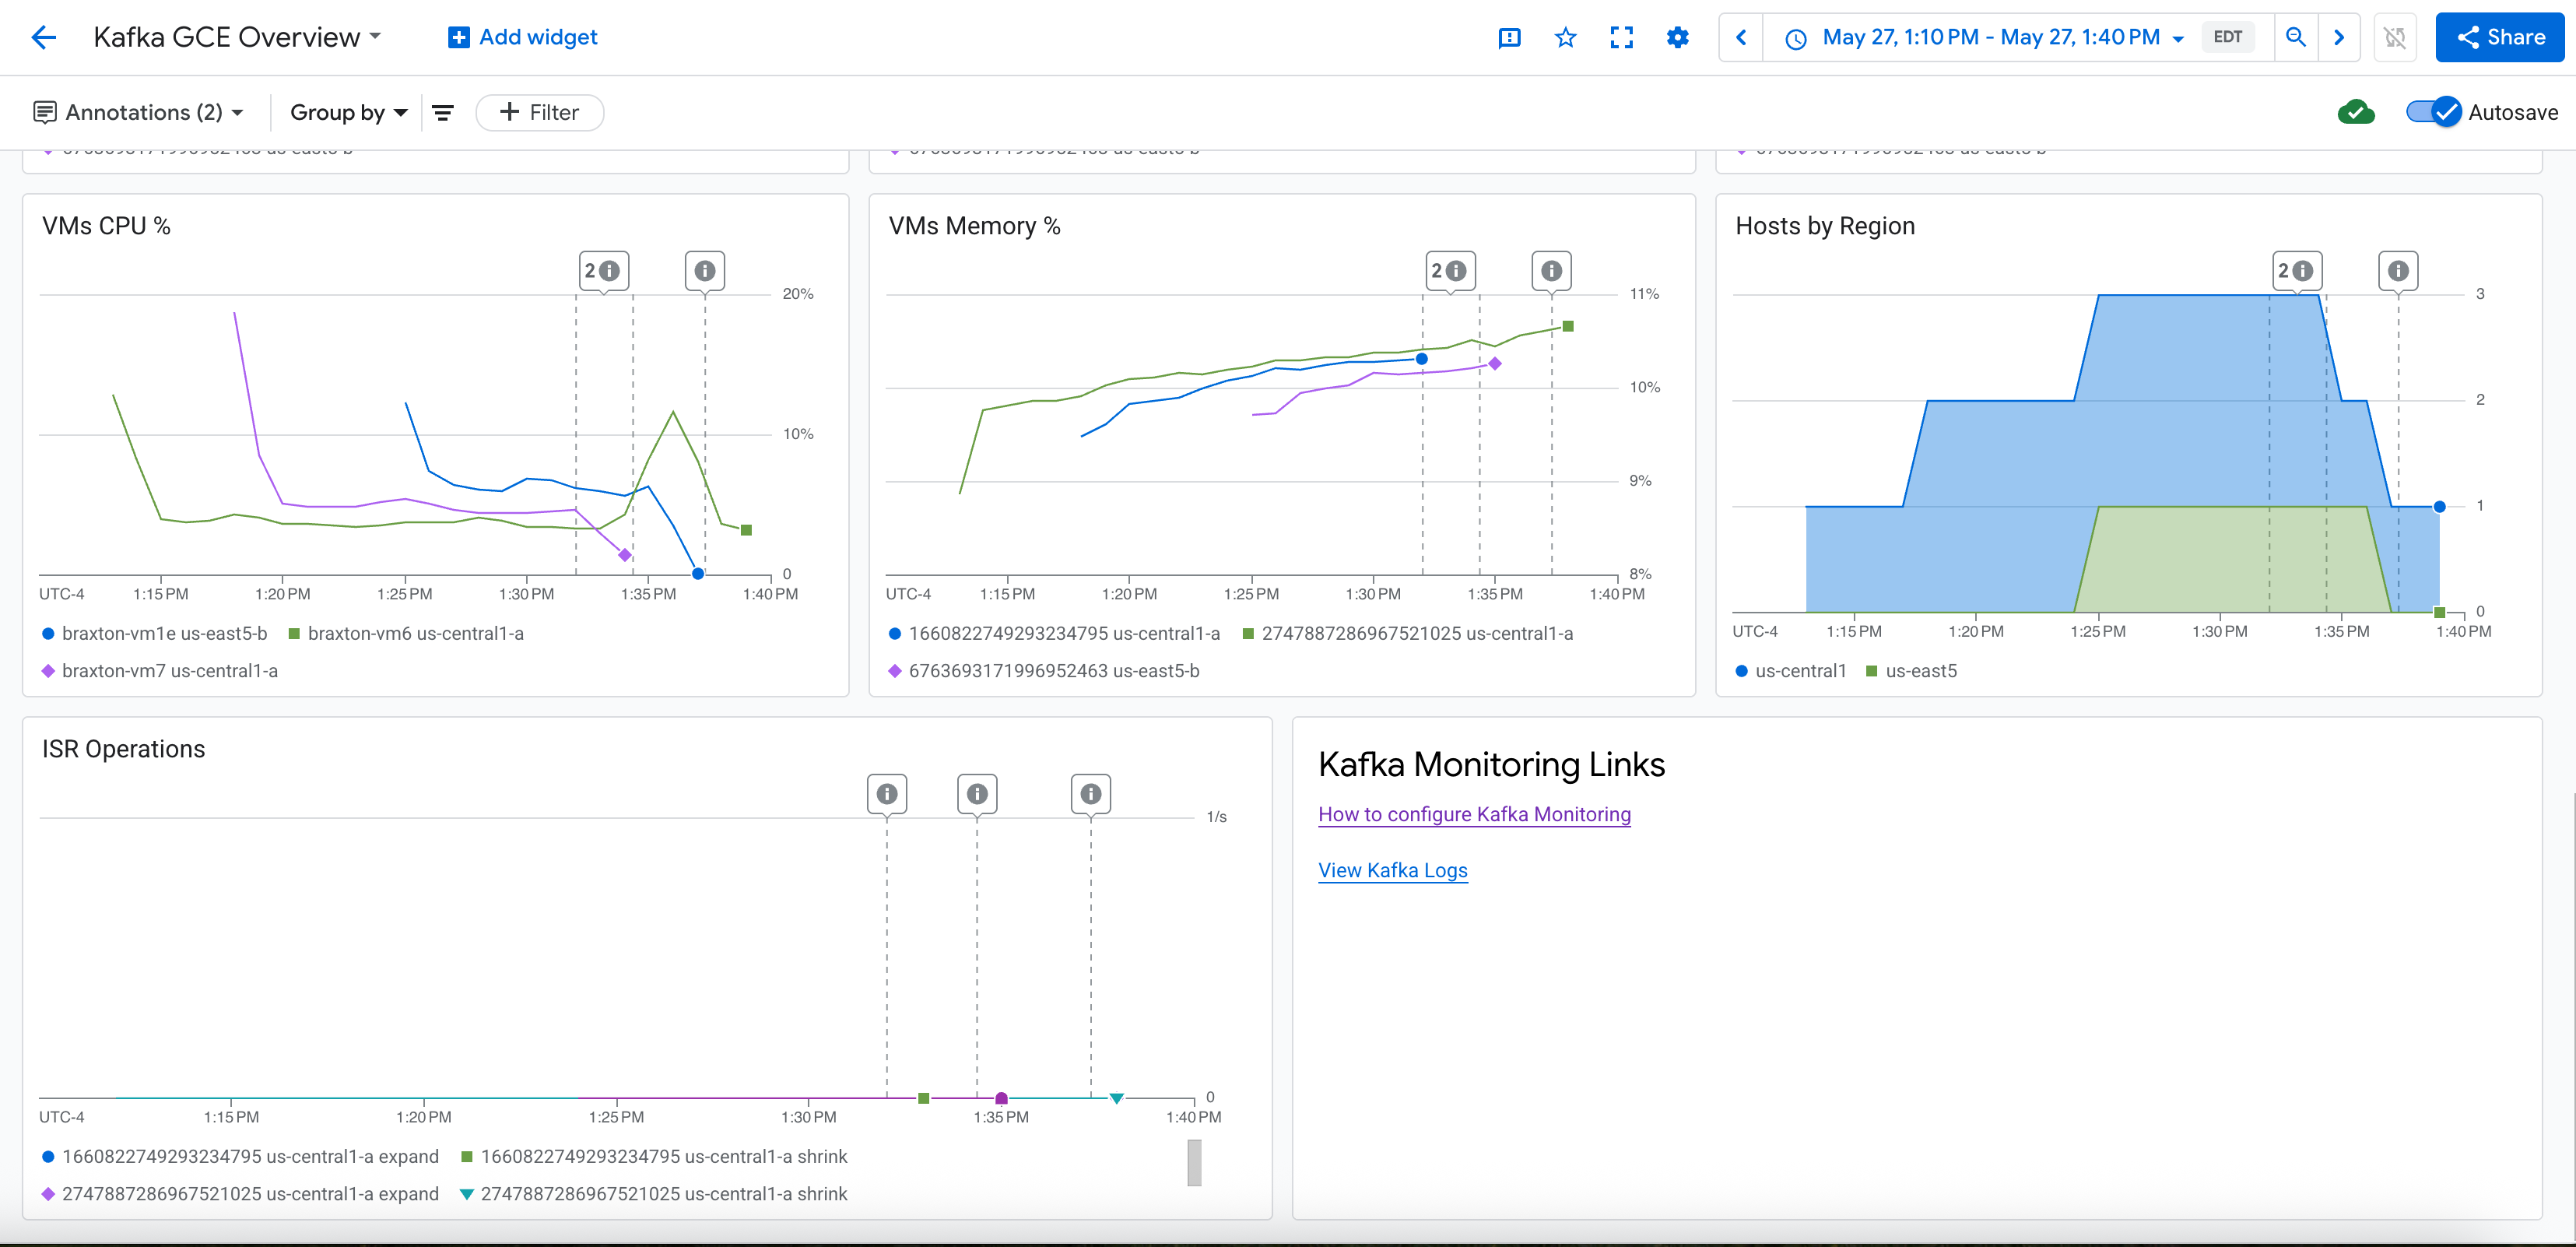 Kafka GCE Overview Add widget May 27, 1:10 PM - May 27, 1:40 PM EDT Share
Annotations (2) Group by Filter Autosave
VMs CPU %
2
20%
10%
0
UTC-4 1:15 PM 1:20 PM 1:25 PM 1:30 PM 1:35 PM 1:40 PM
braxton-vm1e us-east5-b braxton-vm6 us-central1-a
braxton-vm7 us-central1-a
VMs Memory %
2
11%
10%
9%
8%
UTC-4 1:15 PM 1:20 PM 1:25 PM 1:30 PM 1:35 PM 1:40 PM
1660822749293234795 us-central1-a 2747887286967521025 us-central1-a
6763693171996952463 us-east5-b
Hosts by Region
2
3
2
1
0
UTC-4 1:15 PM 1:20 PM 1:25 PM 1:30 PM 1:35 PM 1:40 PM
us-central1 us-east5
ISR Operations
1/s
0
UTC-4 1:15 PM 1:20 PM 1:25 PM 1:30 PM 1:35 PM 1:40 PM
1660822749293234795 us-central1-a expand 1660822749293234795 us-central1-a shrink
2747887286967521025 us-central1-a expand 2747887286967521025 us-central1-a shrink
Kafka Monitoring Links
How to configure Kafka Monitoring
View Kafka Logs